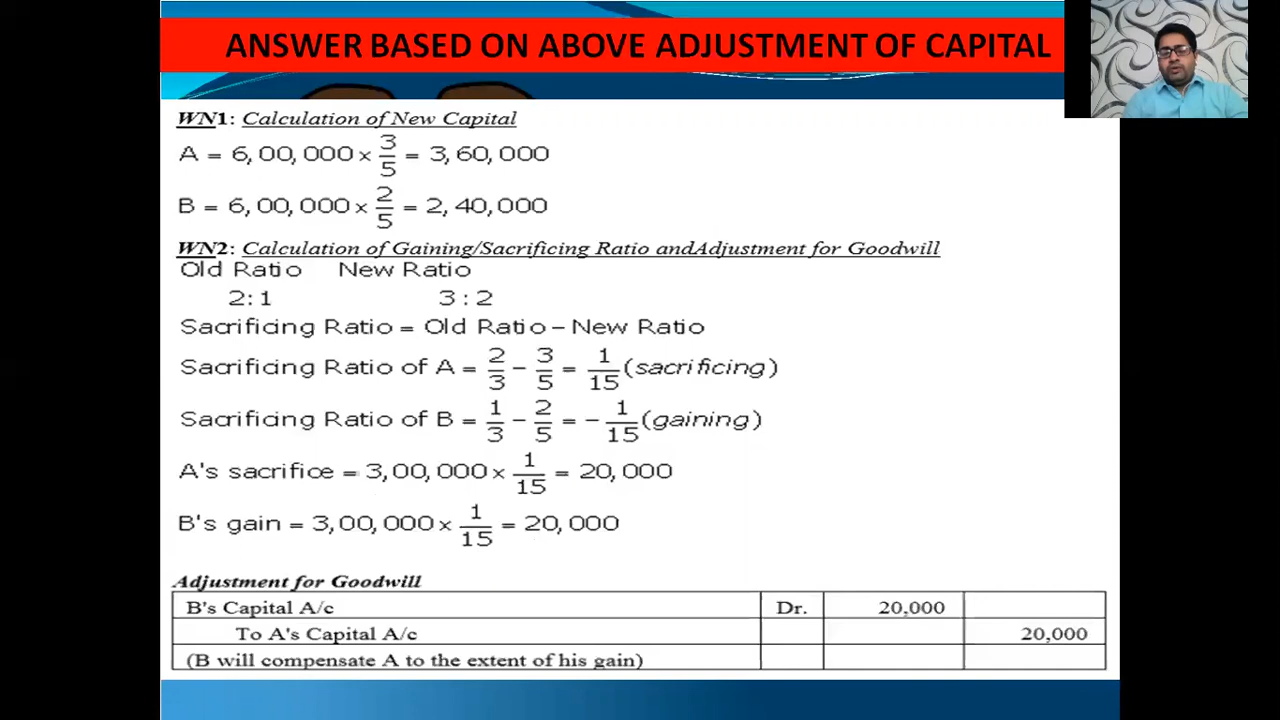 ANSWER BASED ON ABOVE ADJUSTMENT OF CAPITAL
WN1: Calculation of New Capital
A = 6,00,000 × 3/5 = 3,60,000
B = 6,00,000 × 2/5 = 2,40,000
WN2: Calculation of Gaining/Sacrificing Ratio andAdjustment for Goodwill
Old Ratio New Ratio
2:1 3 : 2
Sacrificing Ratio = Old Ratio – New Ratio
Sacrificing Ratio of A = 2/3 – 3/5 = 1/15 (sacrificing)
Sacrificing Ratio of B = 1/3 – 2/5 = – 1/15 (gaining)
A's sacrifice = 3,00,000 × 1/15 = 20,000
B's gain = 3,00,000 × 1/15 = 20,000
Adjustment for Goodwill
B's Capital A/c Dr. 20,000
To A's Capital A/c 20,000
(B will compensate A to the extent of his gain)